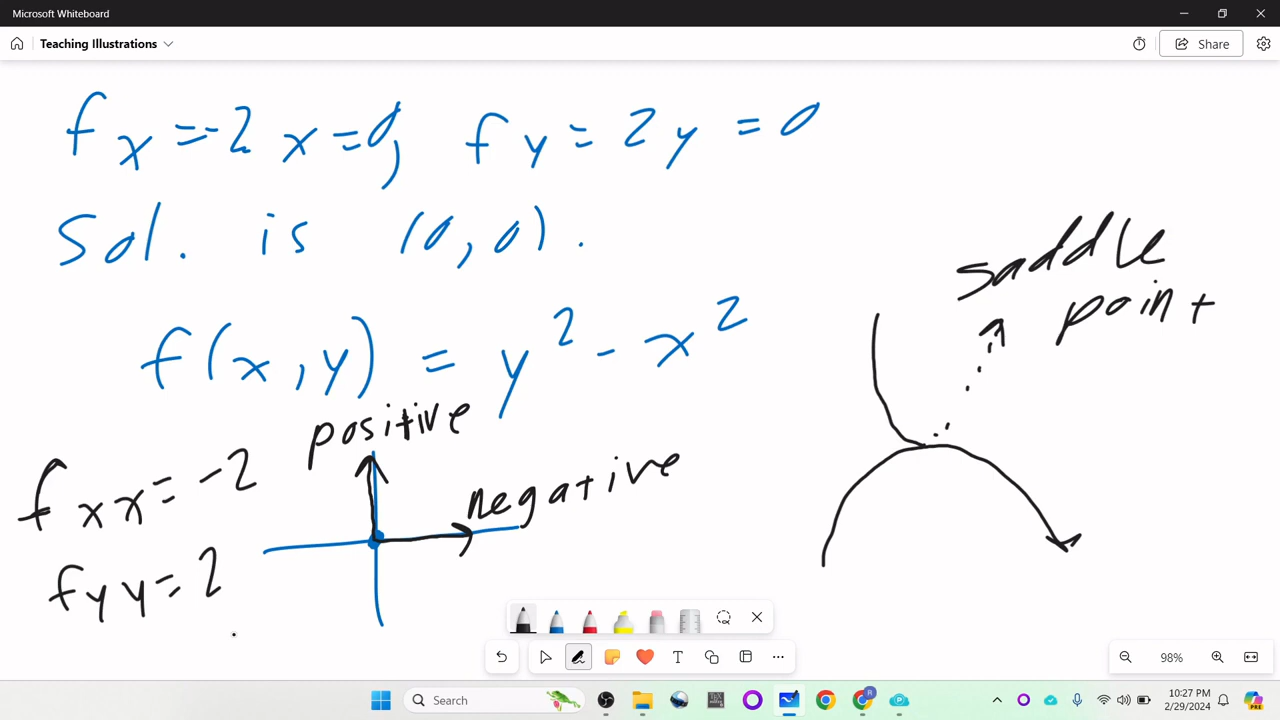 Microsoft Whiteboard
Teaching Illustrations
Share
fx = -2x = 0, fy = 2y = 0
Sol. is (0,0).
saddle
point
f(x,y) = y² - x²
positive
negative
fxx = -2
fyy = 2
98%
Search
10:27 PM
2/29/2024